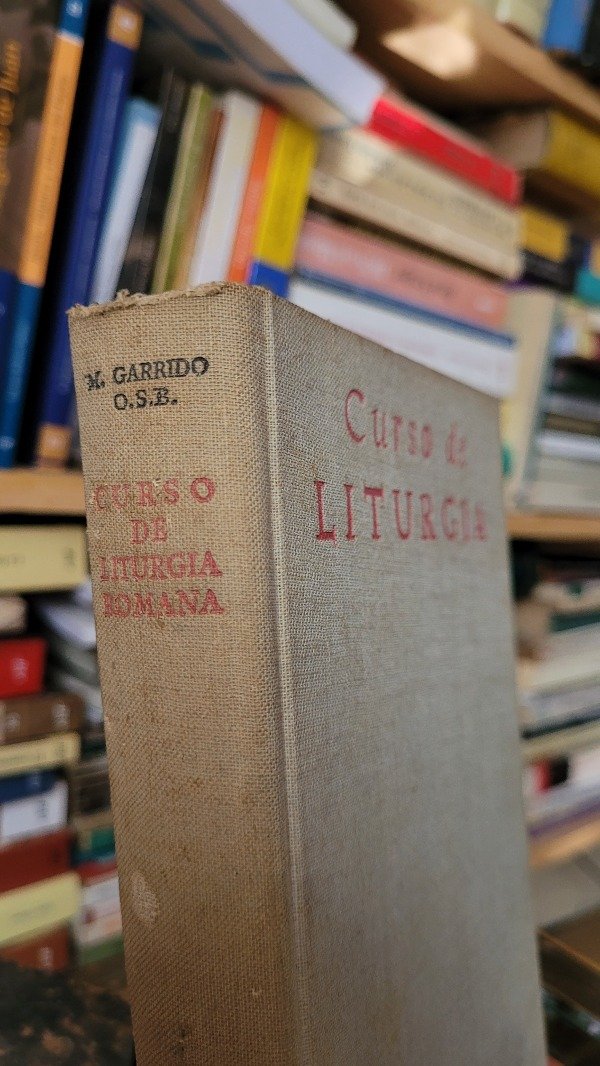 M. GARRIDO
O.S.B.
CURSO
DE
LITURGIA
ROMANA
Curso de
LITURGIA